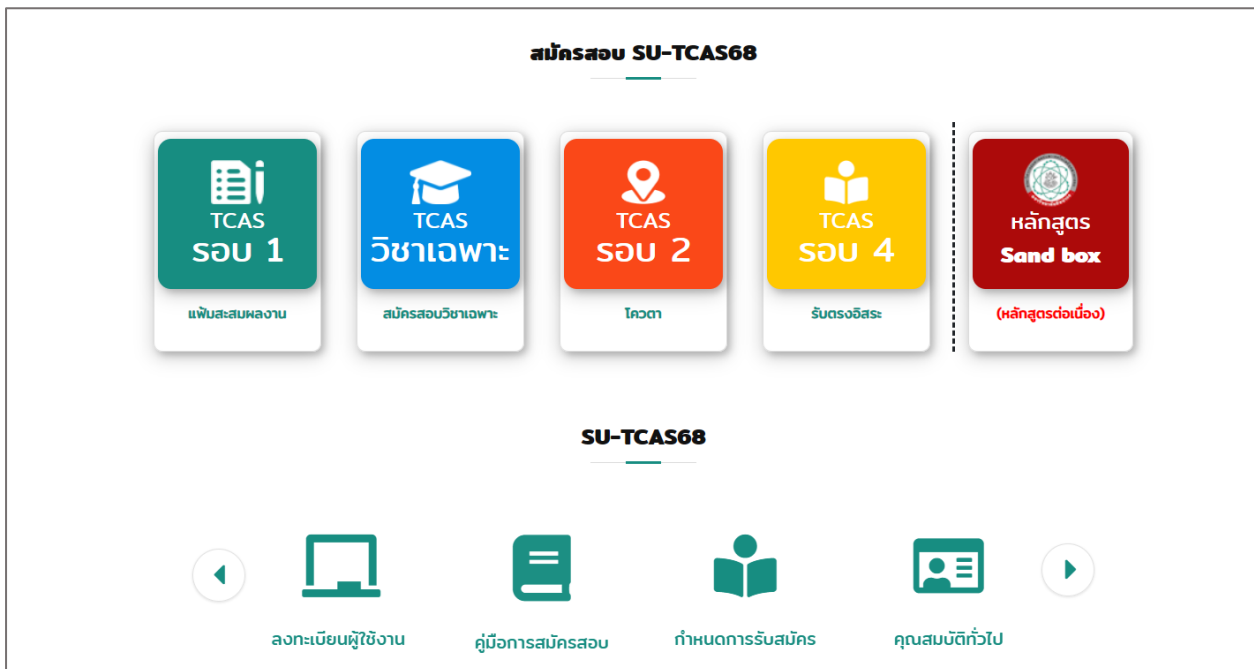 สมัครสอบ SU-TCAS68
TCAS
รอบ 1
แฟ้มสะสมผลงาน
TCAS
วิชาเฉพาะ
สมัครสอบวิชาเฉพาะ
TCAS
รอบ 2
โควตา
TCAS
รอบ 4
รับตรงอิสระ
หลักสูตร
Sand box
(หลักสูตรต่อเนื่อง)
SU-TCAS68
ลงทะเบียนผู้ใช้งาน
คู่มือการสมัครสอบ
กำหนดการรับสมัคร
คุณสมบัติทั่วไป